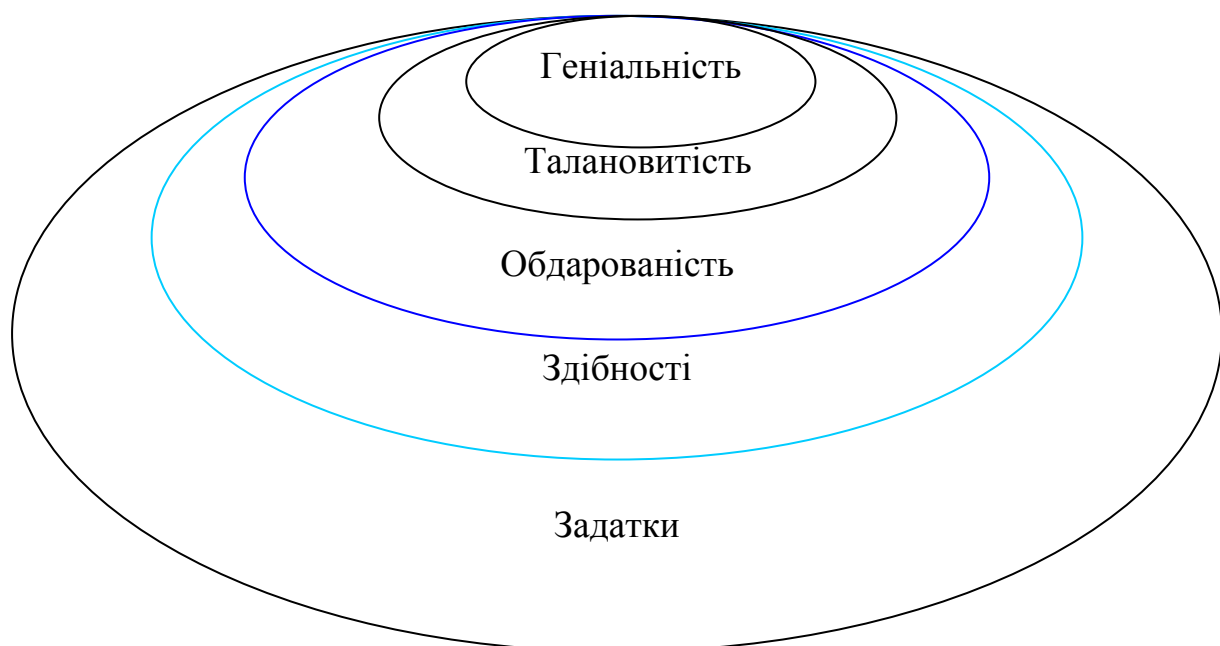 Геніальність
Талановитість
Обдарованість
Здібності
Задатки